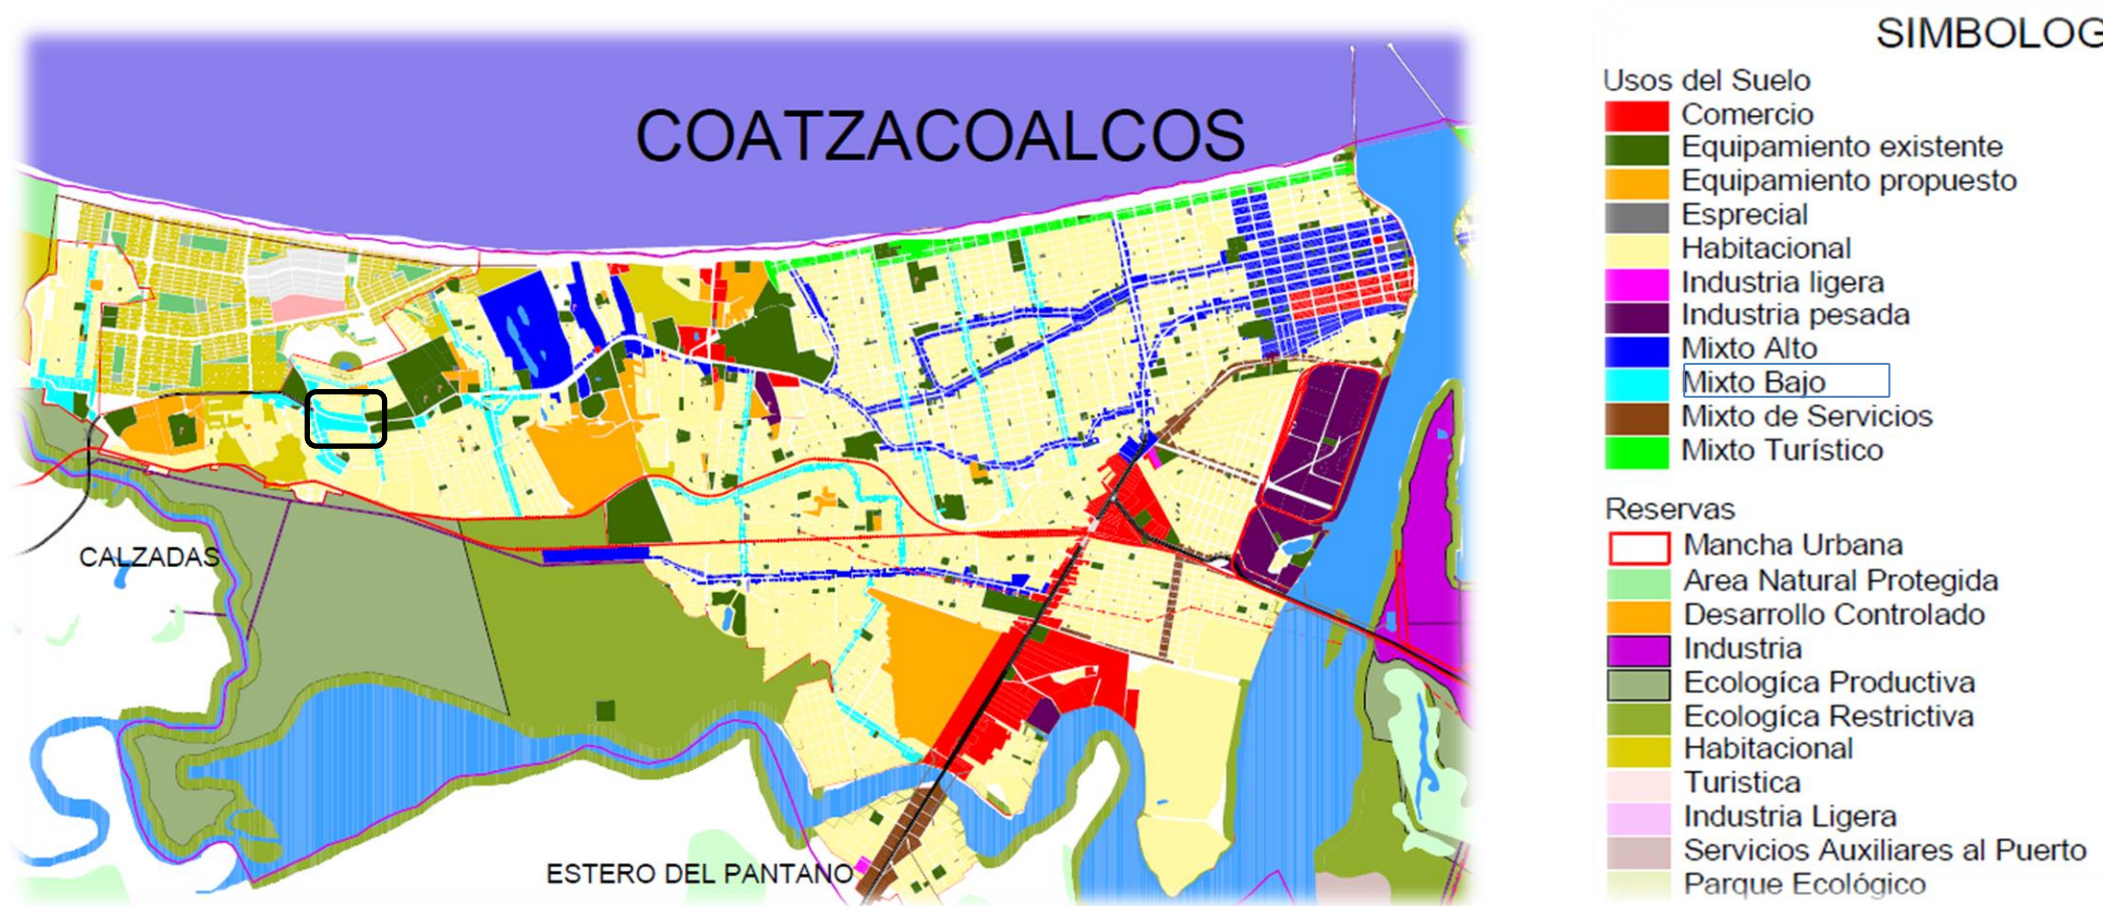 COATZACOALCOS
CALZADAS
ESTERO DEL PANTANO
SIMBOLOG
Usos del Suelo
Comercio
Equipamiento existente
Equipamiento propuesto
Esprecial
Habitacional
Industria ligera
Industria pesada
Mixto Alto
Mixto Bajo
Mixto de Servicios
Mixto Turístico
Reservas
Mancha Urbana
Area Natural Protegida
Desarrollo Controlado
Industria
Ecologíca Productiva
Ecologíca Restrictiva
Habitacional
Turistica
Industria Ligera
Servicios Auxiliares al Puerto
Parque Ecológico